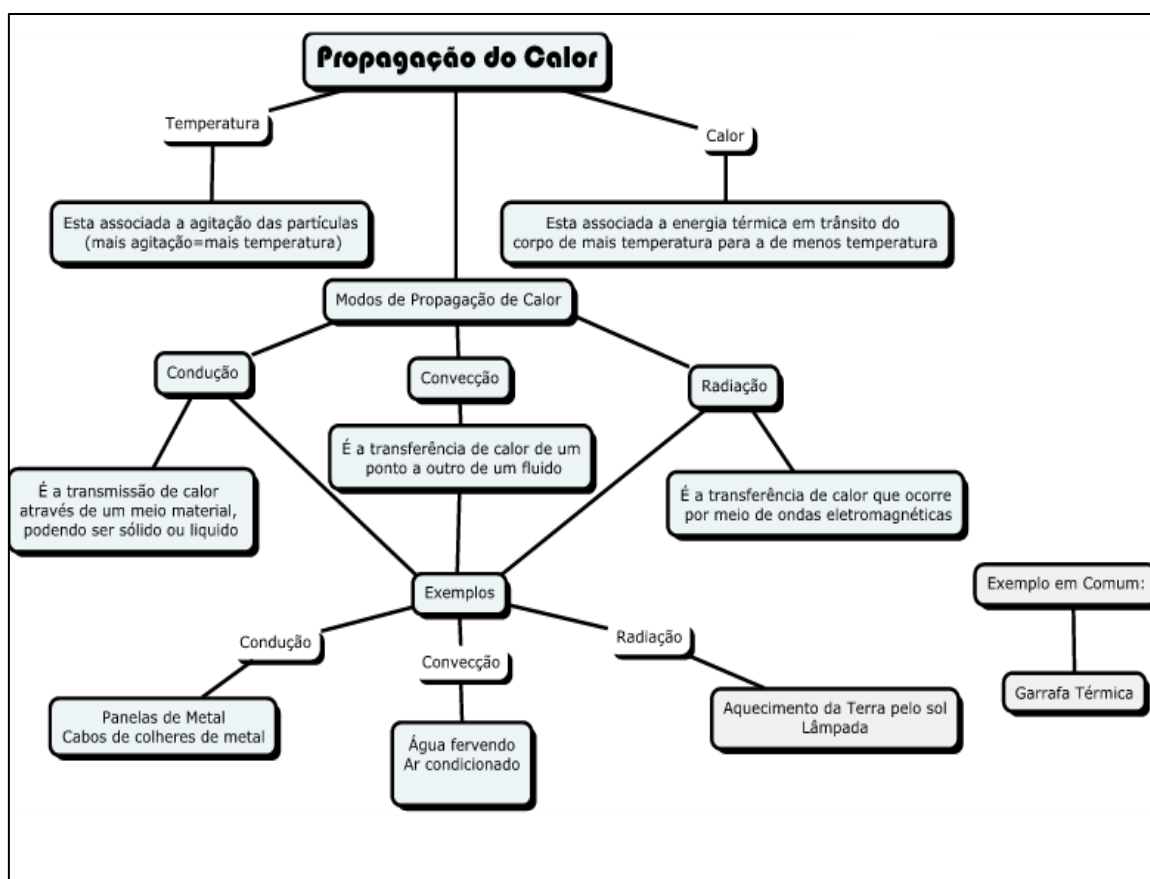 Propagação do Calor
Temperatura
Calor
Esta associada a agitação das partículas
(mais agitação=mais temperatura)
Esta associada a energia térmica em trânsito do
corpo de mais temperatura para a de menos temperatura
Modos de Propagação de Calor
Condução
Convecção
Radiação
É a transmissão de calor
através de um meio material,
podendo ser sólido ou liquido
É a transferência de calor de um
ponto a outro de um fluido
É a transferência de calor que ocorre
por meio de ondas eletromagnéticas
Exemplos
Exemplo em Comum:
Condução
Convecção
Radiação
Panelas de Metal
Cabos de colheres de metal
Água fervendo
Ar condicionado
Aquecimento da Terra pelo sol
Lâmpada
Garrafa Térmica